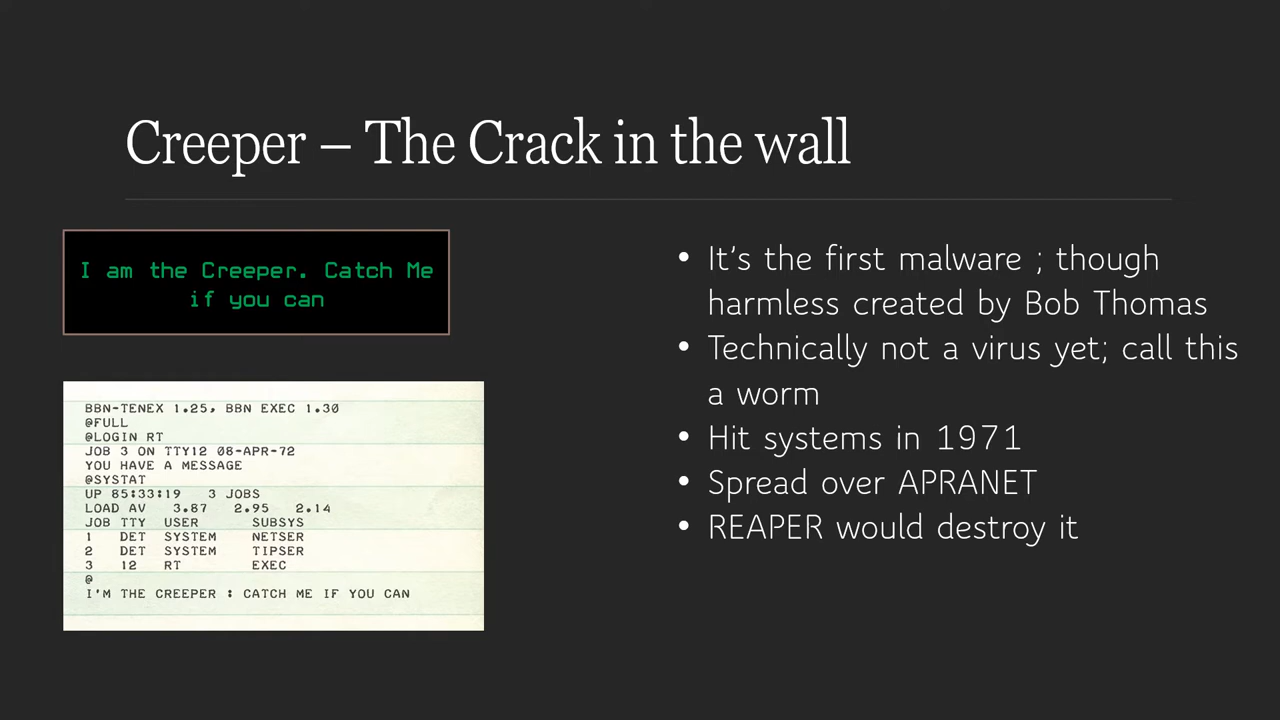 Creeper – The Crack in the wall
I am the Creeper. Catch Me
if you can
BBN-TENEX 1.25, BBN EXEC 1.30
@FULL
@LOGIN RT
JOB 3 ON TTY12 08-APR-72
YOU HAVE A MESSAGE
@SYSTAT
UP 85:33:19   3 JOBS
LOAD AV   3.87   2.95   2.14
JOB TTY  USER      SUBSYS
1   DET  SYSTEM    NETSER
2   DET  SYSTEM    TIPSER
3   12   RT        EXEC
@
I'M THE CREEPER : CATCH ME IF YOU CAN
• It's the first malware ; though
harmless created by Bob Thomas
• Technically not a virus yet; call this
a worm
• Hit systems in 1971
• Spread over APRANET
• REAPER would destroy it